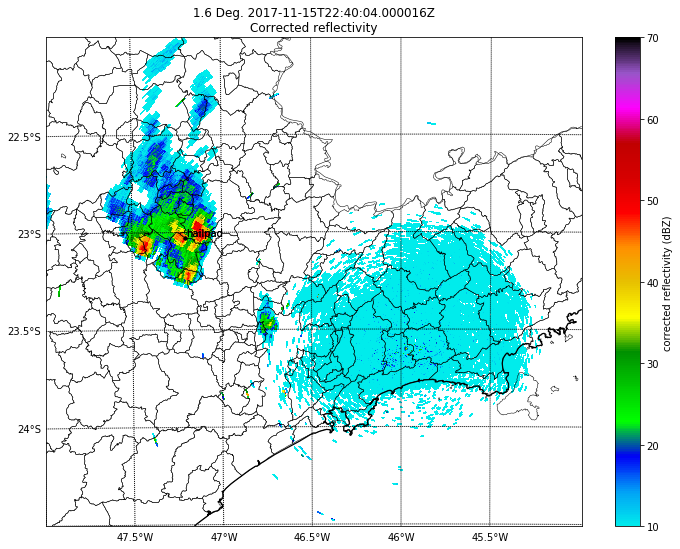 1.6 Deg. 2017-11-15T22:40:04.000016Z
Corrected reflectivity
22.5°S
23°S
23.5°S
24°S
47.5°W
47°W
46.5°W
46°W
45.5°W
hailpad
70
60
50
40
30
20
10
corrected reflectivity (dBZ)